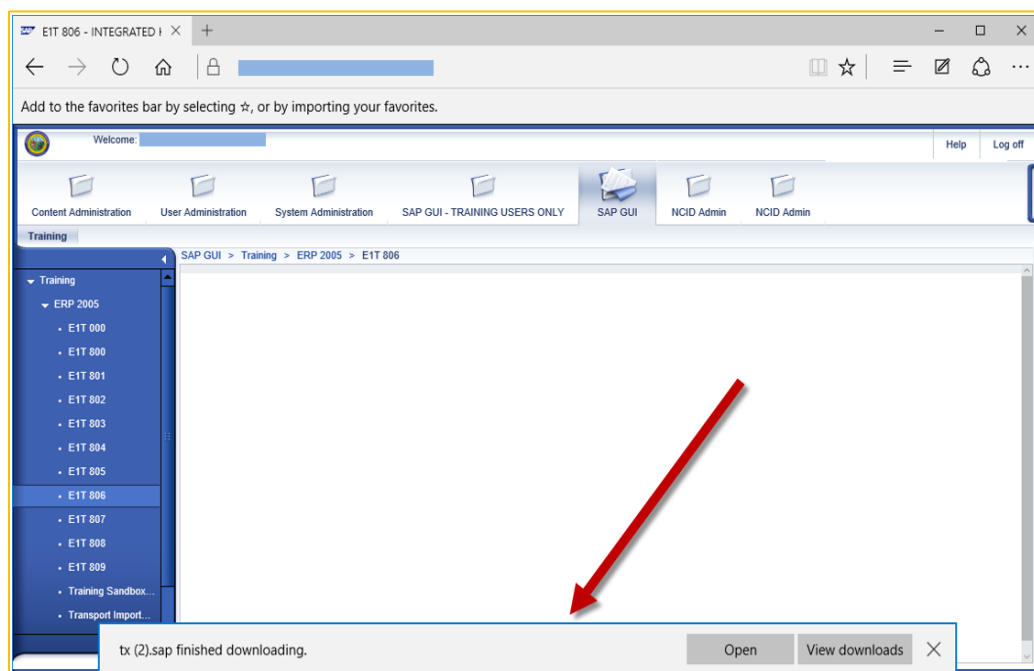 E1T 806 - INTEGRATED H
Add to the favorites bar by selecting ☆, or by importing your favorites.
Welcome:
Help Log off
Content Administration User Administration System Administration SAP GUI - TRAINING USERS ONLY SAP GUI NCID Admin NCID Admin
Training
SAP GUI > Training > ERP 2005 > E1T 806
Training
ERP 2005
E1T 000
E1T 800
E1T 801
E1T 802
E1T 803
E1T 804
E1T 805
E1T 806
E1T 807
E1T 808
E1T 809
Training Sandbox...
Transport Import...
tx (2).sap finished downloading. Open View downloads